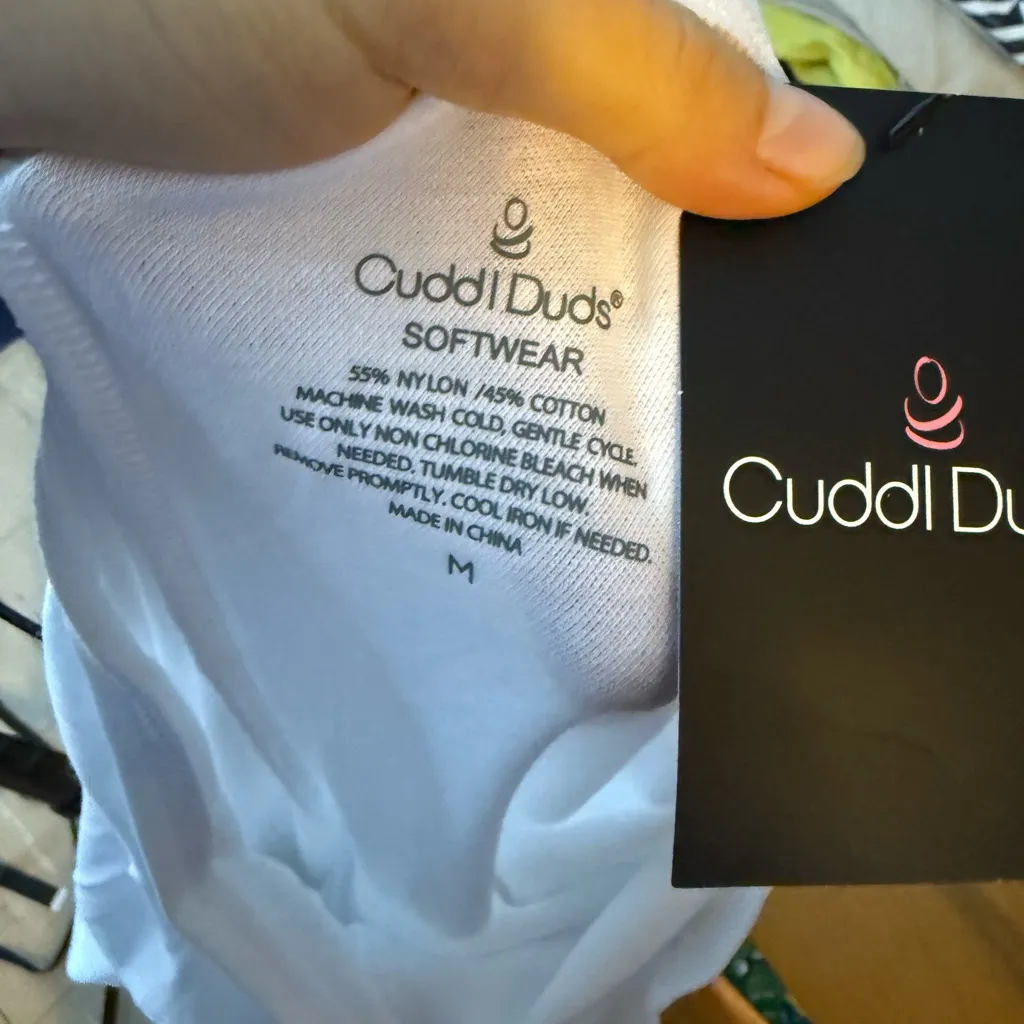 Cuddl Duds®
SOFTWEAR
55% NYLON /45% COTTON
MACHINE WASH COLD, GENTLE CYCLE.
USE ONLY NON CHLORINE BLEACH WHEN
NEEDED. TUMBLE DRY LOW.
REMOVE PROMPTLY. COOL IRON IF NEEDED.
MADE IN CHINA
M
Cuddl Du